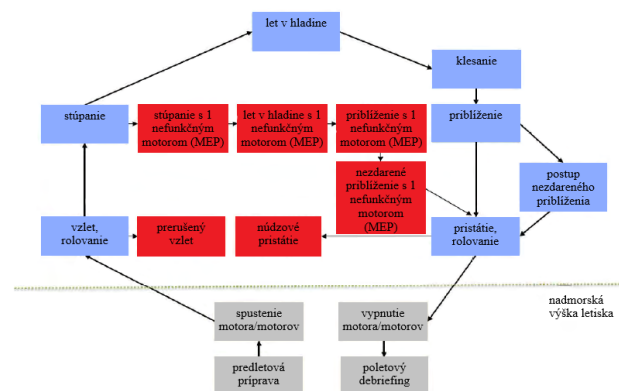 let v hladine
klesanie
stúpanie
stúpanie s 1
nefunkčným
motorom (MEP)
let v hladine s 1
nefunkčným
motorom (MEP)
priblíženie s 1
nefunkčným
motorom (MEP)
priblíženie
nezdarené
priblíženie s 1
nefunkčným
motorom
(MEP)
postup
nezdareného
priblíženia
vzlet,
rolovanie
prerušený
vzlet
núdzové
pristátie
pristátie,
rolovanie
nadmorská
výška letiska
spustenie
motora/motorov
vypnutie
motora/motorov
predletová
príprava
poletový
debriefing